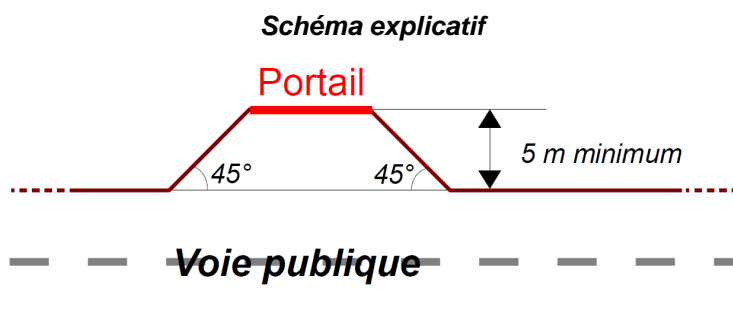 Schéma explicatif
Portail
45°
45°
5 m minimum
Voie publique